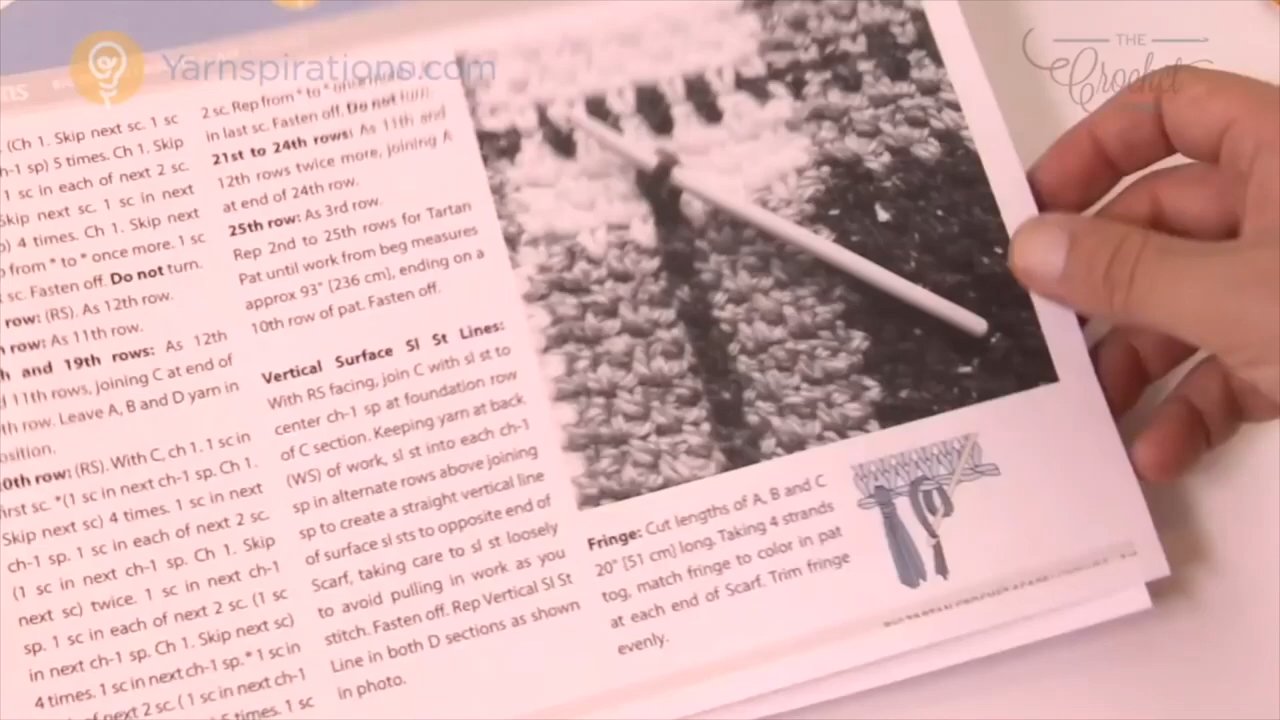 Yarnspirations.com
THE
Crochet
ns
(Ch 1. Skip next sc. 1 sc
h-1 sp) 5 times. Ch 1. Skip
1 sc in each of next 2 sc.
Skip next sc. 1 sc in next
4 times. Ch 1. Skip next
from * to * once more. 1 sc
sc. Fasten off. Do not turn.
row: (RS). As 12th row.
row: As 11th row.
and 19th rows: As 12th
11th rows, joining C at end of
row. Leave A, B and D yarn in
0th row: (RS). With C, ch 1. 1 sc in
first sc. *(1 sc in next ch-1 sp. Ch 1.
Skip next sc) 4 times. 1 sc in next
ch-1 sp. 1 sc in each of next 2 sc.
(1 sc in next ch-1 sp. Ch 1. Skip
next sc) twice. 1 sc in next ch-1
sp. 1 sc in each of next 2 sc. (1 sc
in next ch-1 sp. Ch 1. Skip next sc)
4 times. 1 sc in next ch-1 sp.* 1 sc in
of next 2 sc. ( 1 sc in next ch-1
times. 1 sc
2 sc. Rep from * to *
in last sc. Fasten off. Do not turn.
21st to 24th rows: As 11th and
12th rows twice more, joining A
at end of 24th row.
25th row: As 3rd row.
Rep 2nd to 25th rows for Tartan
Pat until work from beg measures
approx 93" [236 cm], ending on a
10th row of pat. Fasten off.
Vertical Surface Sl St Lines:
With RS facing, join C with sl st to
center ch-1 sp at foundation row
of C section. Keeping yarn at back
(WS) of work, sl st into each ch-1
sp in alternate rows above joining
sp to create a straight vertical line
of surface sl sts to opposite end of
Scarf, taking care to sl st loosely
to avoid pulling in work as you
stitch. Fasten off. Rep Vertical Sl St
Line in both D sections as shown
in photo.
Fringe: Cut lengths of A, B and C
20" [51 cm] long. Taking 4 strands
tog, match fringe to color in pat
at each end of Scarf. Trim fringe
evenly.